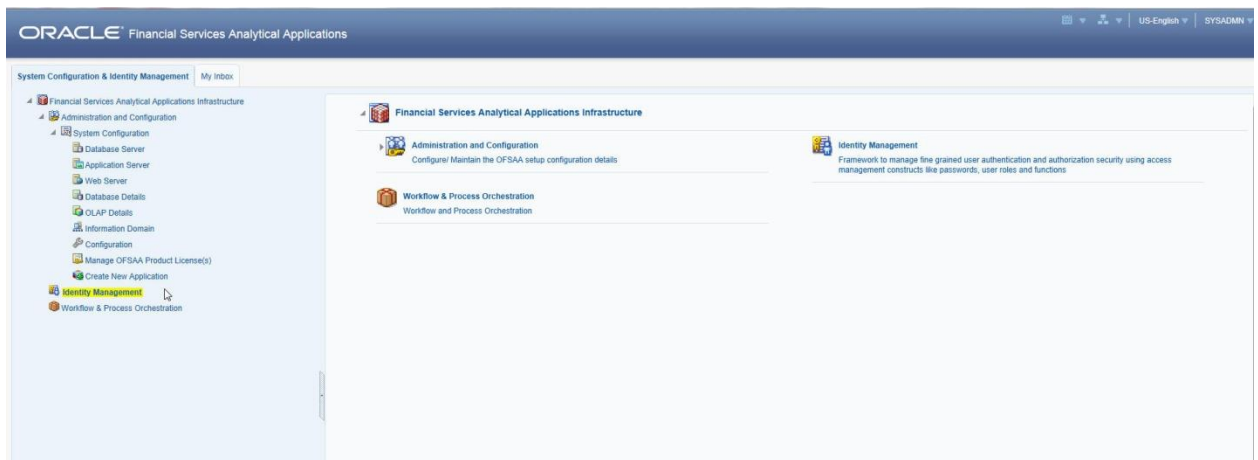 ORACLE® Financial Services Analytical Applications
US-English
SYSADMN
System Configuration & Identity Management
My Inbox
Financial Services Analytical Applications Infrastructure
Administration and Configuration
System Configuration
Database Server
Application Server
Web Server
Database Details
OLAP Details
Information Domain
Configuration
Manage OFSAA Product License(s)
Create New Application
Identity Management
Workflow & Process Orchestration
Financial Services Analytical Applications Infrastructure
Administration and Configuration
Configure/ Maintain the OFSAA setup configuration details
Identity Management
Framework to manage fine grained user authentication and authorization security using access
management constructs like passwords, user roles and functions
Workflow & Process Orchestration
Workflow and Process Orchestration